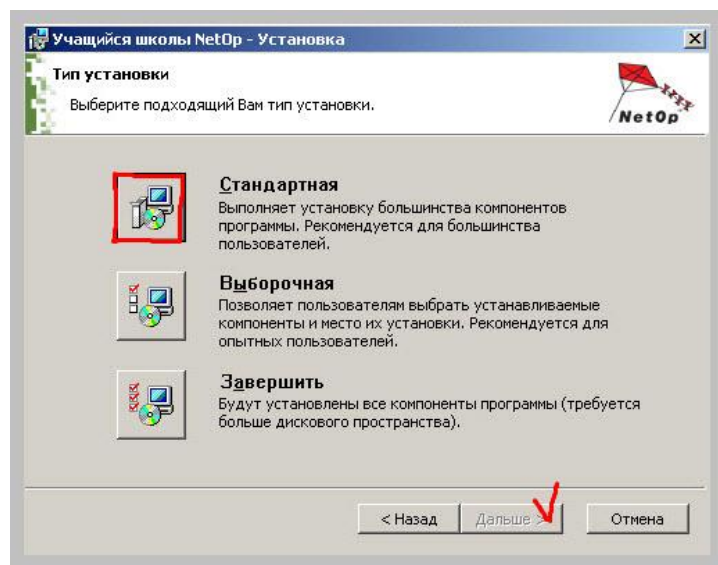 Учащийся школы NetOp - Установка
Тип установки
Выберите подходящий Вам тип установки.
NetOp
Стандартная
Выполняет установку большинства компонентов
программы. Рекомендуется для большинства
пользователей.
Выборочная
Позволяет пользователям выбрать устанавливаемые
компоненты и место их установки. Рекомендуется для
опытных пользователей.
Завершить
Будут установлены все компоненты программы (требуется
больше дискового пространства).
< Назад Дальше > Отмена